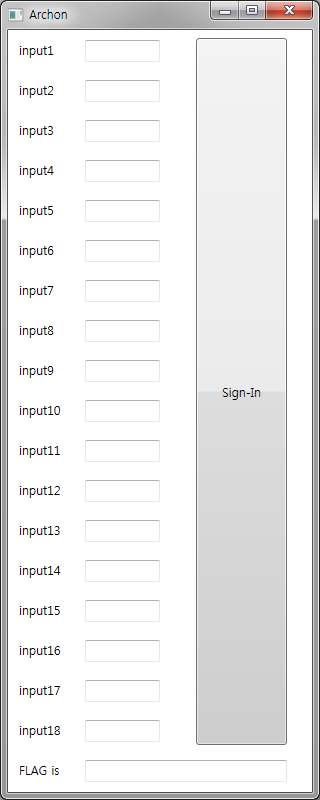 Archon
input1
input2
input3
input4
input5
input6
input7
input8
input9
input10
input11
input12
input13
input14
input15
input16
input17
input18
Sign-In
FLAG is